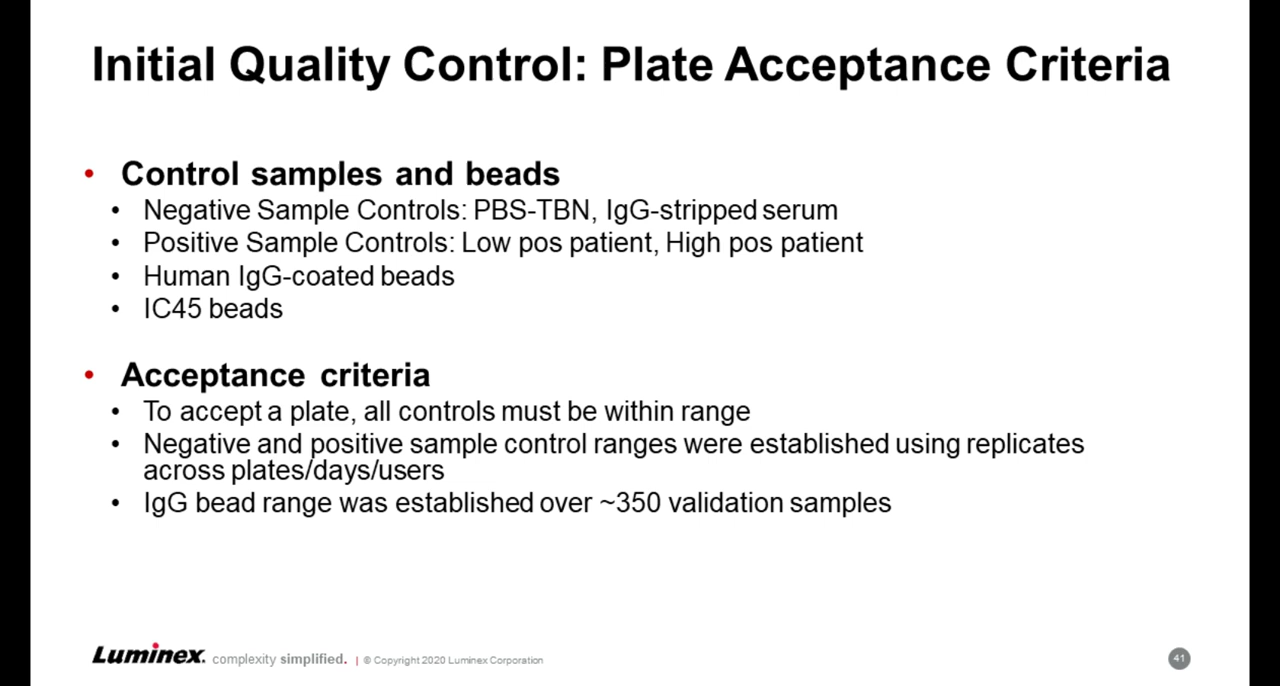 Initial Quality Control: Plate Acceptance Criteria
• Control samples and beads
• Negative Sample Controls: PBS-TBN, IgG-stripped serum
• Positive Sample Controls: Low pos patient, High pos patient
• Human IgG-coated beads
• IC45 beads
• Acceptance criteria
• To accept a plate, all controls must be within range
• Negative and positive sample control ranges were established using replicates
across plates/days/users
• IgG bead range was established over ~350 validation samples
Luminex. complexity simplified. | © Copyright 2020 Luminex Corporation
41